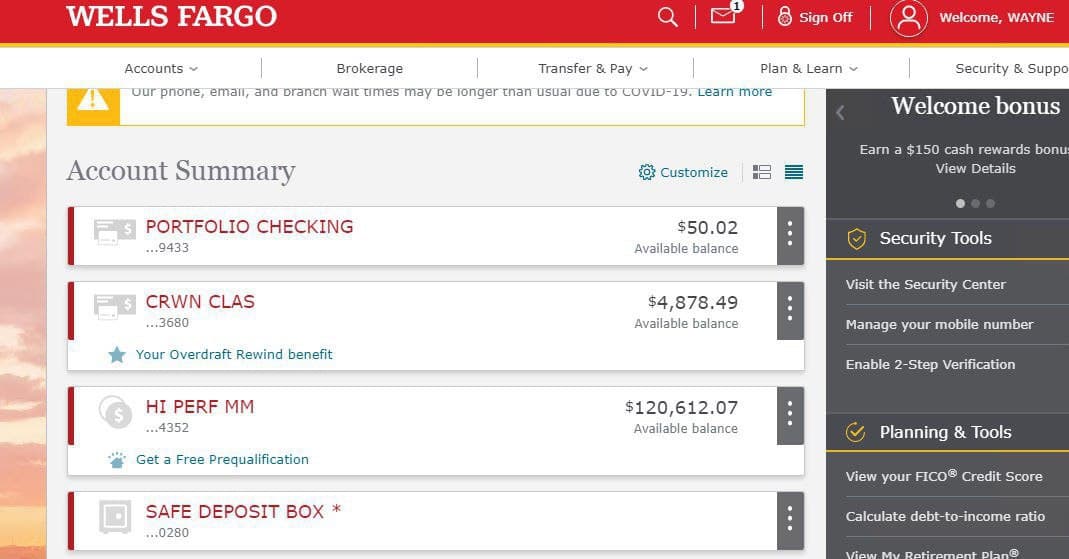 WELLS FARGO
1
Sign Off
Welcome, WAYNE
Accounts
Brokerage
Transfer & Pay
Plan & Learn
Security & Suppo
Our phone, email, and branch wait times may be longer than usual due to COVID-19. Learn more
Account Summary
Customize
PORTFOLIO CHECKING
...9433
$50.02
Available balance
CRWN CLAS
...3680
$4,878.49
Available balance
Your Overdraft Rewind benefit
HI PERF MM
...4352
$120,612.07
Available balance
Get a Free Prequalification
SAFE DEPOSIT BOX *
...0280
Welcome bonus
Earn a $150 cash rewards bonus
View Details
Security Tools
Visit the Security Center
Manage your mobile number
Enable 2-Step Verification
Planning & Tools
View your FICO® Credit Score
Calculate debt-to-income ratio
View My Retirement Plan®